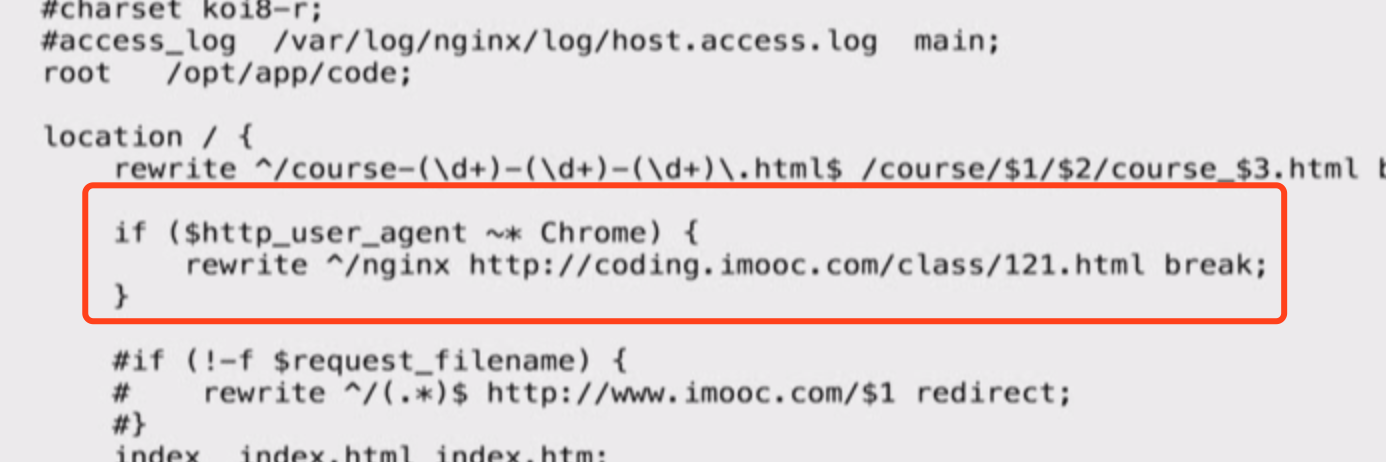 #charset koi8-r;
#access_log  /var/log/nginx/log/host.access.log  main;
root   /opt/app/code;
location / {
    rewrite ^/course-(\d+)-(\d+)-(\d+)\.html$ /course/$1/$2/course_$3.html
    if ($http_user_agent ~* Chrome) {
        rewrite ^/nginx http://coding.imooc.com/class/121.html break;
    }
    #if (!-f $request_filename) {
    #    rewrite ^/(.*)$ http://www.imooc.com/$1 redirect;
    #}
    index  index.html index.htm;